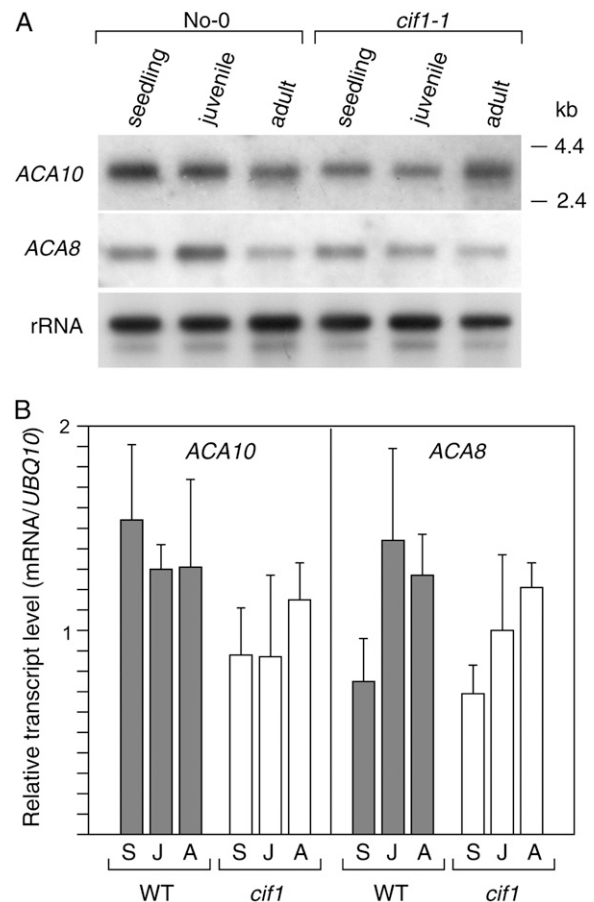 A
No-0 cif1-1
seedling juvenile adult seedling juvenile adult kb
ACA10 4.4
2.4
ACA8
rRNA
B
2
ACA10 ACA8
1
Relative transcript level (mRNA/UBQ10)
S J A S J A S J A S J A
WT cif1 WT cif1